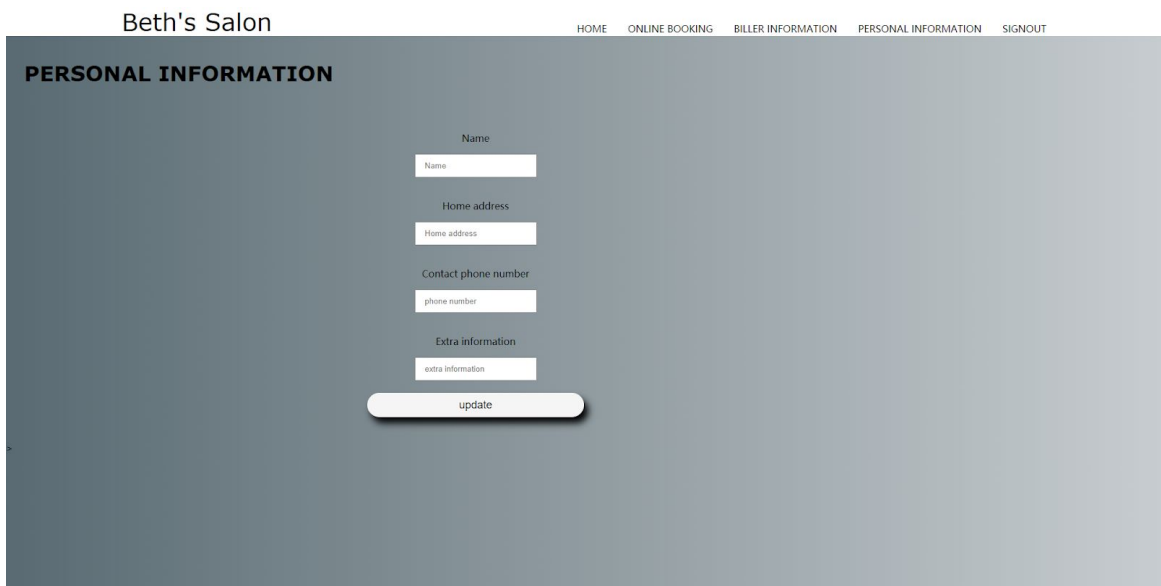 Beth's Salon
HOME ONLINE BOOKING BILLER INFORMATION PERSONAL INFORMATION SIGNOUT
PERSONAL INFORMATION
Name
Name
Home address
Home address
Contact phone number
phone number
Extra information
extra information
update
>